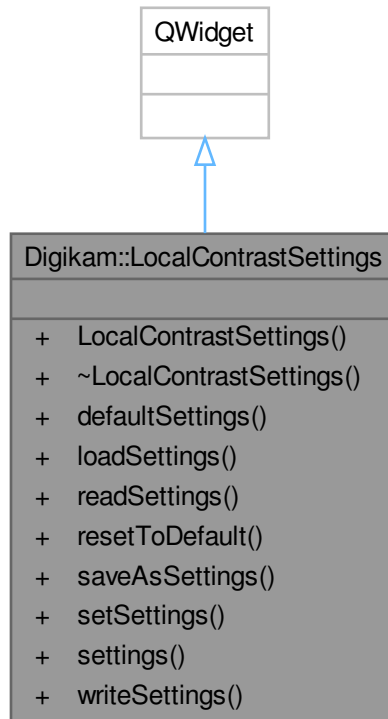 QWidget
Digikam::LocalContrastSettings
+ LocalContrastSettings()
+ ~LocalContrastSettings()
+ defaultSettings()
+ loadSettings()
+ readSettings()
+ resetToDefault()
+ saveAsSettings()
+ setSettings()
+ settings()
+ writeSettings()